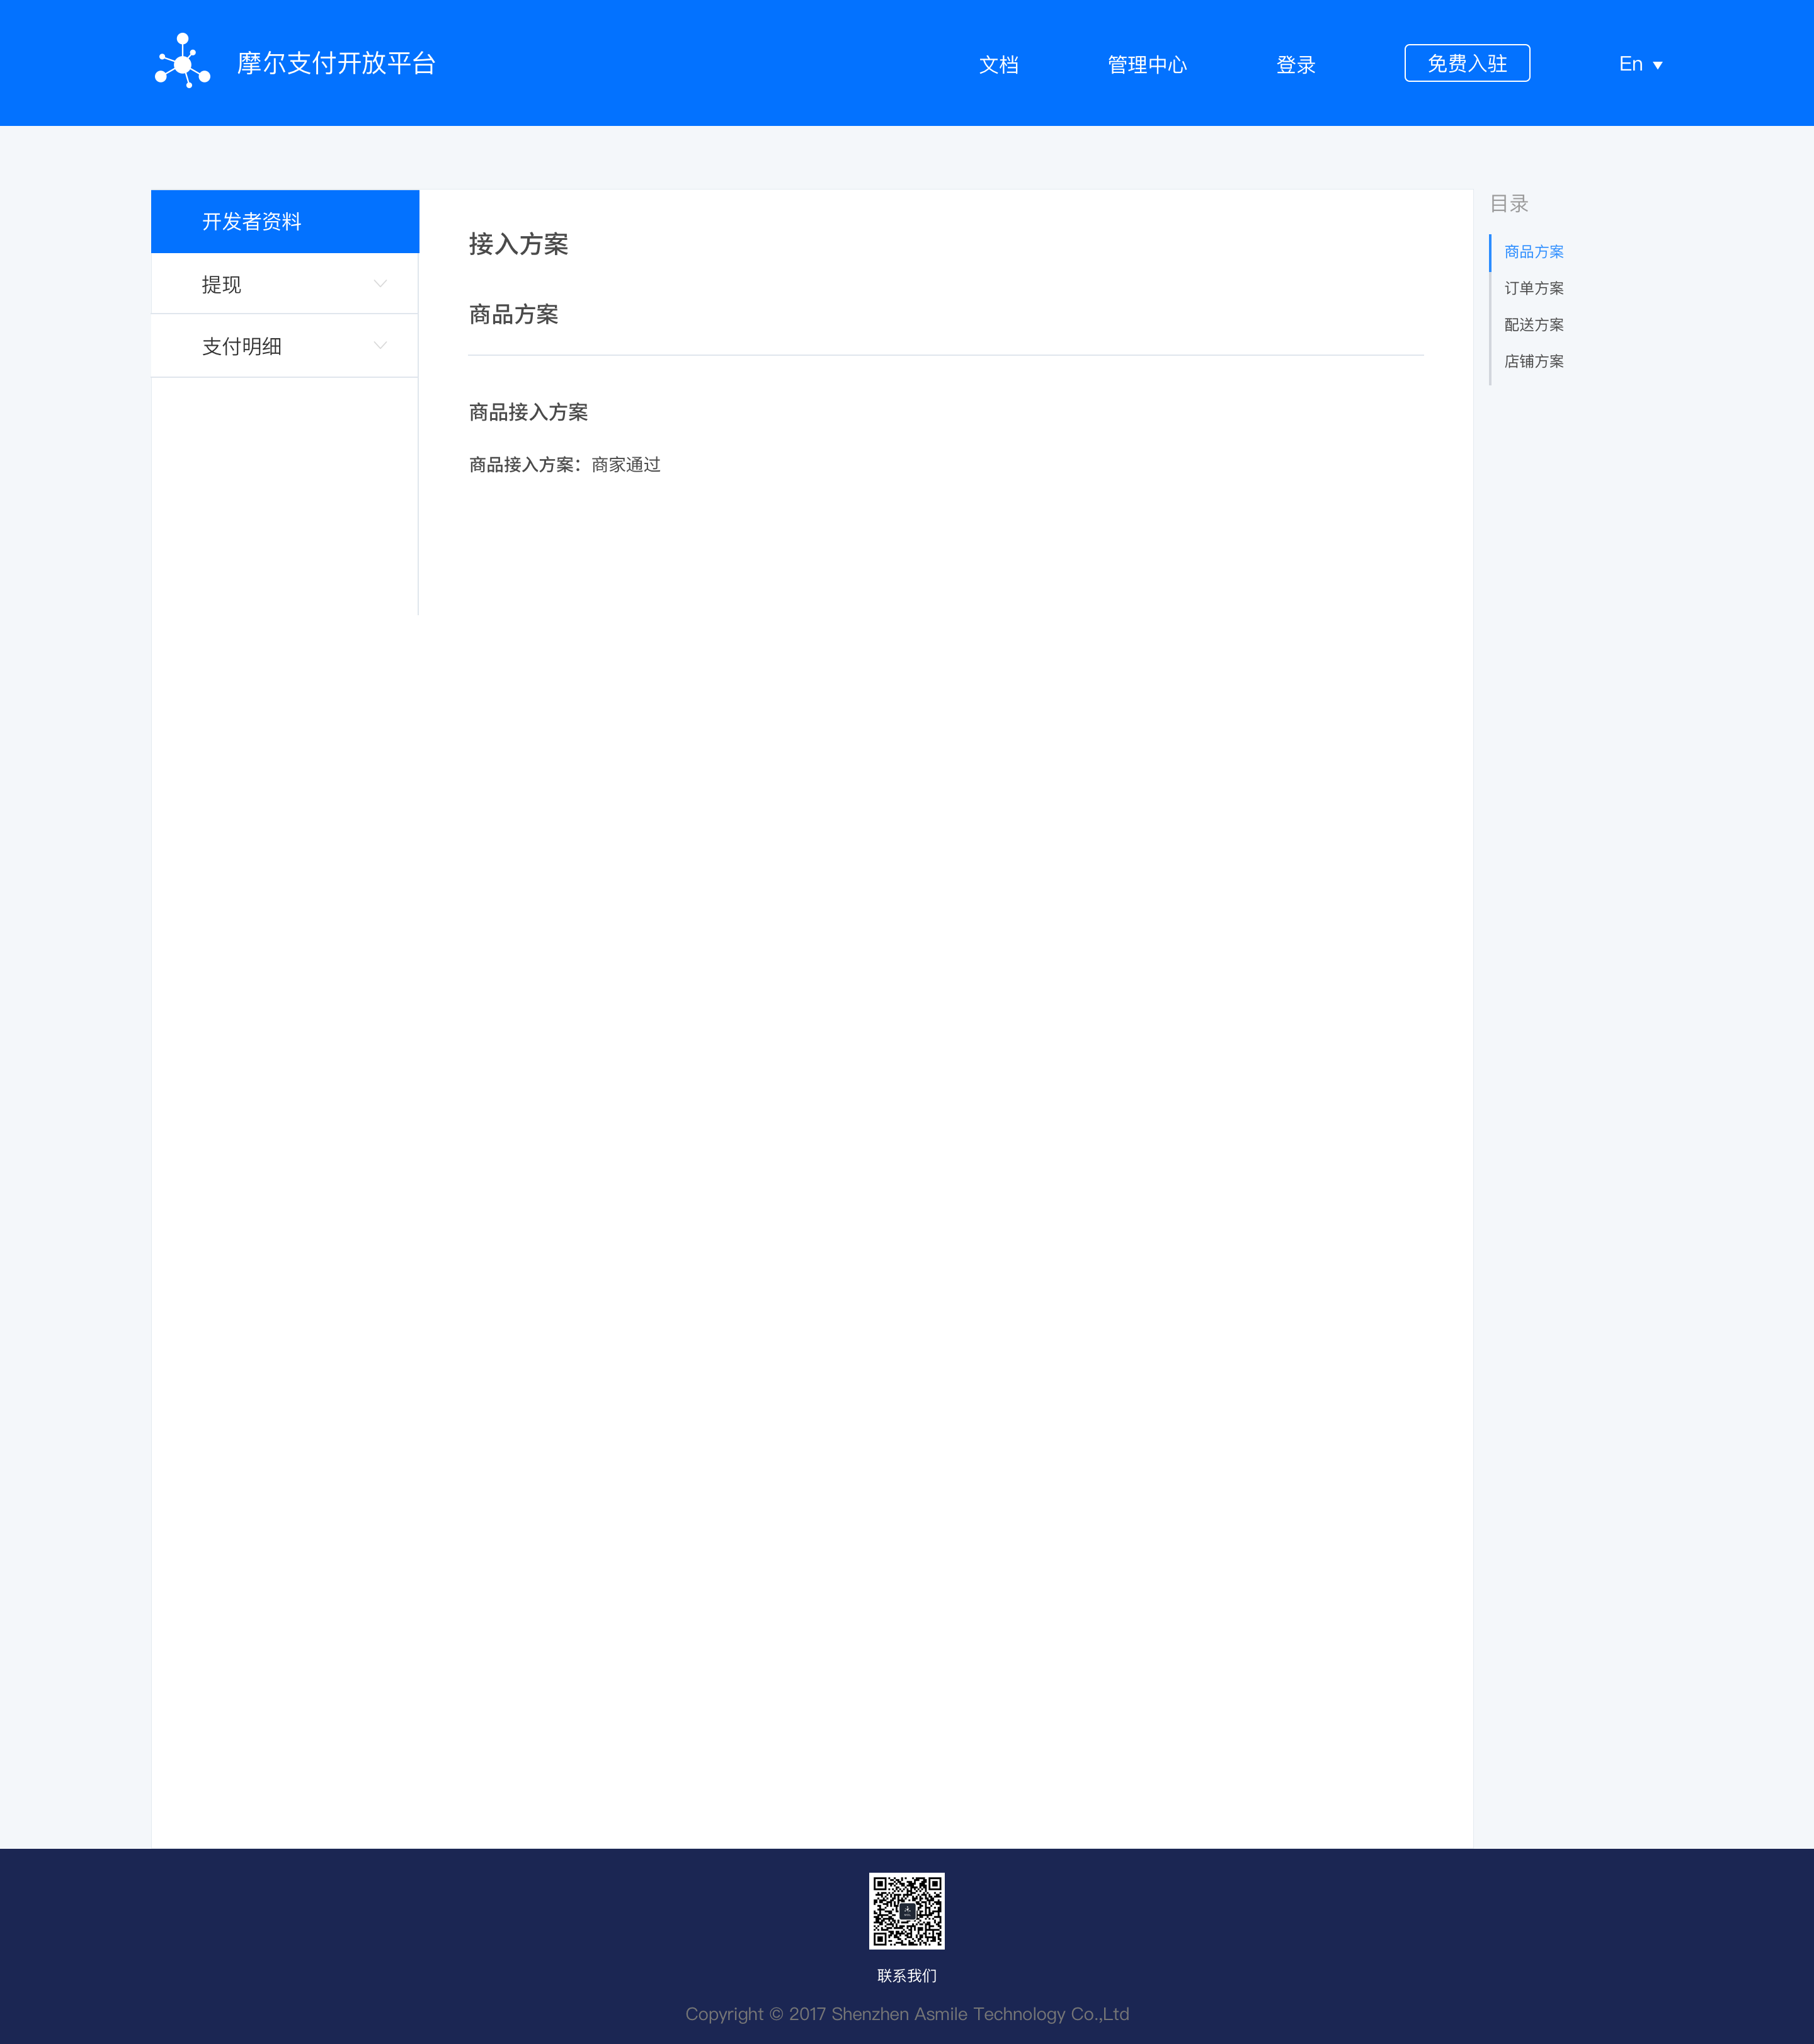 摩尔支付开放平台
文档
管理中心
登录
免费入驻
En
开发者资料
提现
支付明细
接入方案
商品方案
商品接入方案
商品接入方案：商家通过
目录
商品方案
订单方案
配送方案
店铺方案
联系我们
Copyright © 2017 Shenzhen Asmile Technology Co.,Ltd